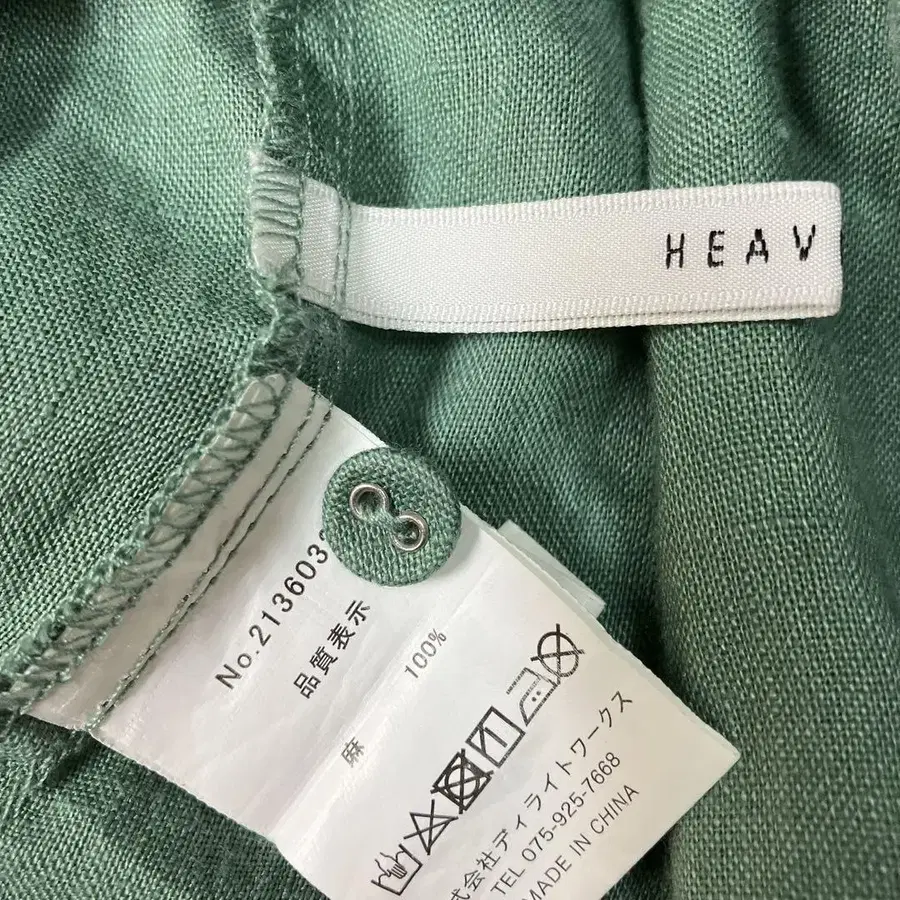 HEAV
No.213603
品質表示
麻 100%
式会社ディライトワークス
TEL 075-925-7668
MADE IN CHINA